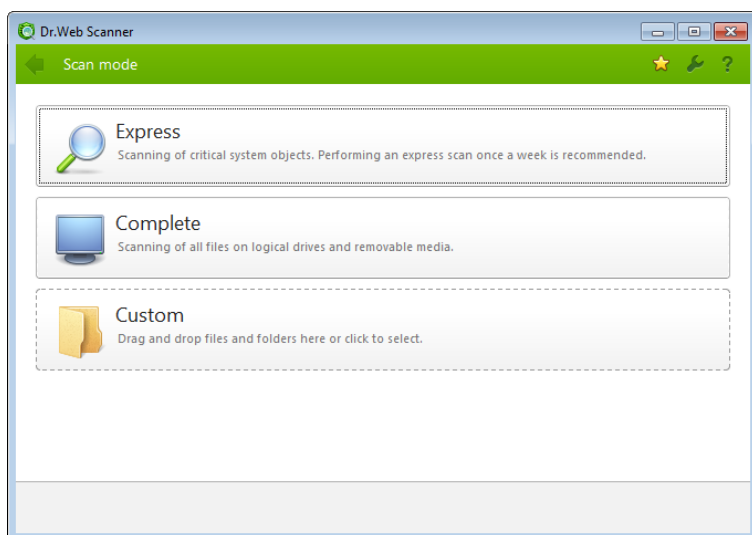 Dr.Web Scanner
Scan mode
?
Express
Scanning of critical system objects. Performing an express scan once a week is recommended.
Complete
Scanning of all files on logical drives and removable media.
Custom
Drag and drop files and folders here or click to select.